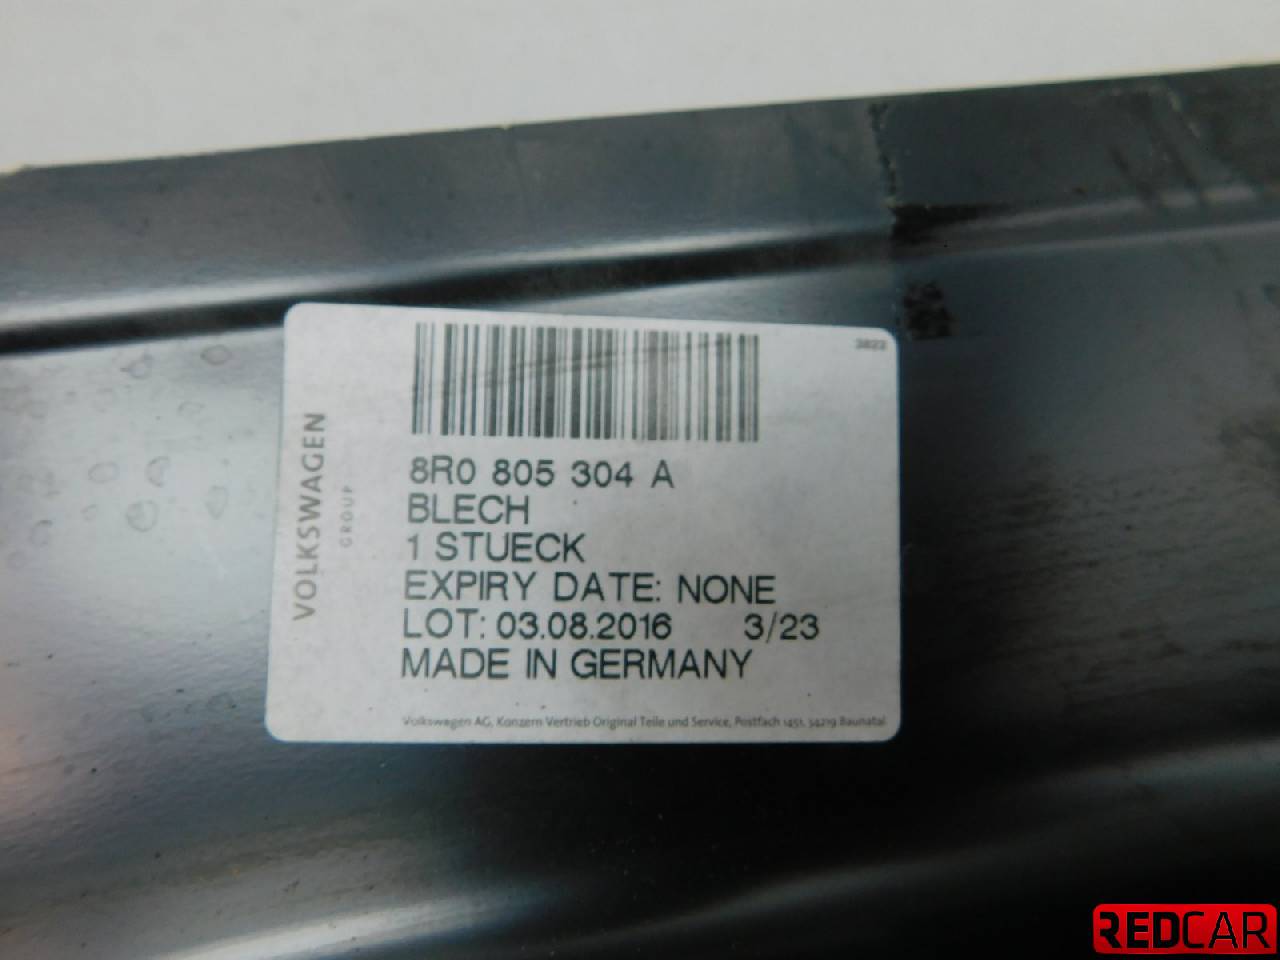 3822
VOLKSWAGEN
GROUP
8R0 805 304 A
BLECH
1 STUECK
EXPIRY DATE: NONE
LOT: 03.08.2016 3/23
MADE IN GERMANY
Volkswagen AG, Konzern Vertrieb Original Teile und Service, Postfach 1451, 34219 Baunatal
REDCAR